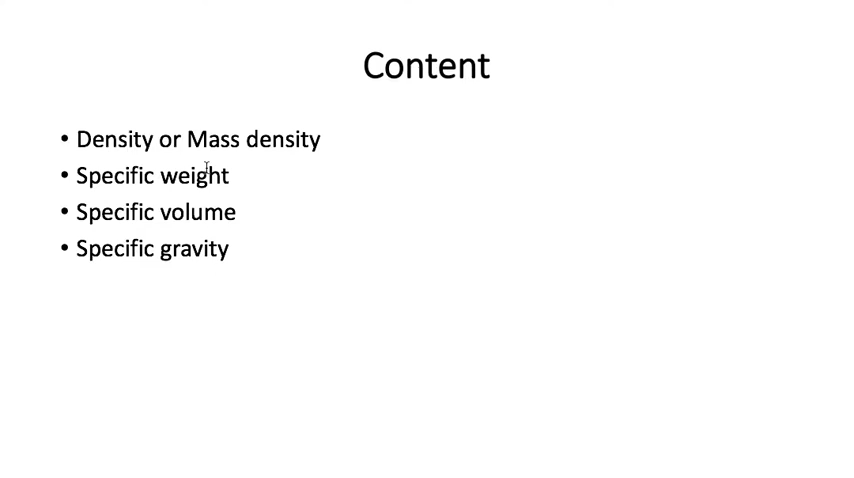 Content
• Density or Mass density
• Specific weight
• Specific volume
• Specific gravity